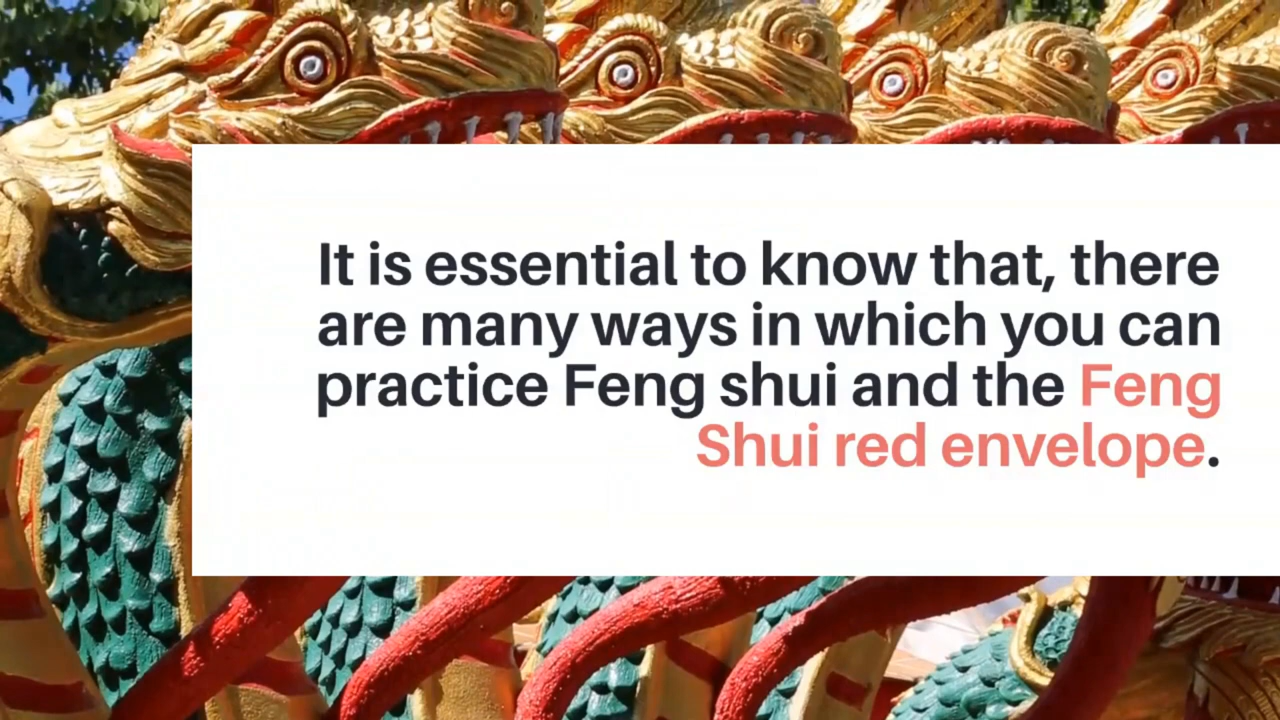 It is essential to know that, there
are many ways in which you can
practice Feng shui and the Feng
Shui red envelope.